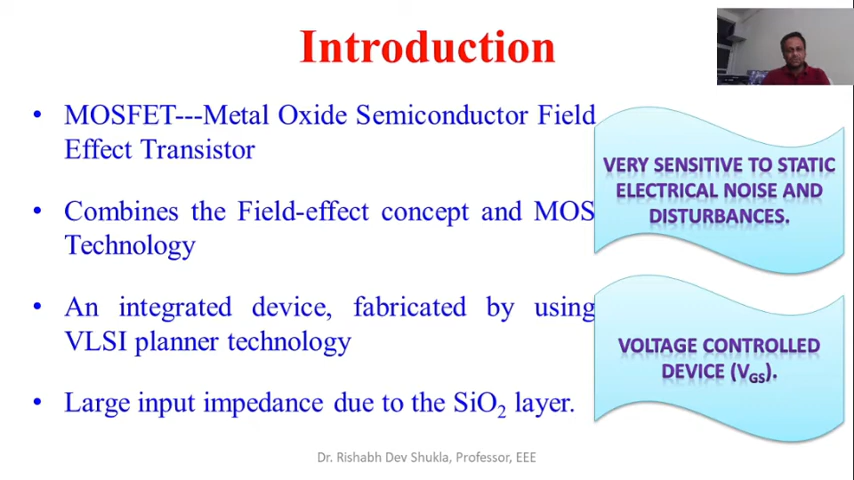 Introduction
• MOSFET---Metal Oxide Semiconductor Field
Effect Transistor
• Combines the Field-effect concept and MOS
Technology
• An integrated device, fabricated by using
VLSI planner technology
• Large input impedance due to the SiO₂ layer.
VERY SENSITIVE TO STATIC
ELECTRICAL NOISE AND
DISTURBANCES.
VOLTAGE CONTROLLED
DEVICE (VGS).
Dr. Rishabh Dev Shukla, Professor, EEE